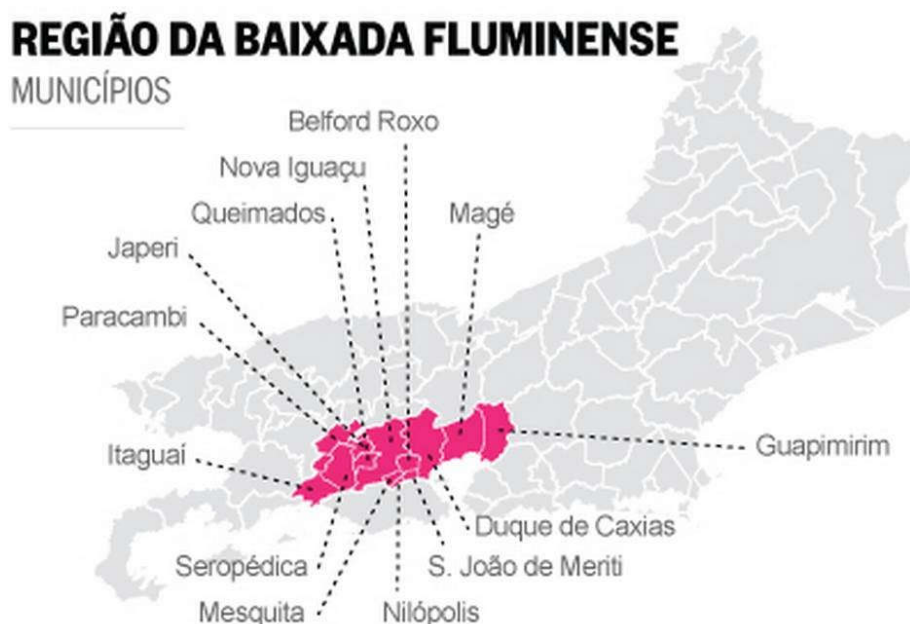 REGIÃO DA BAIXADA FLUMINENSE
MUNICÍPIOS
Belford Roxo
Nova Iguaçu
Queimados
Magé
Japeri
Paracambi
Itaguaí
Guapimirim
Duque de Caxias
Seropédica
S. João de Meriti
Mesquita
Nilópolis